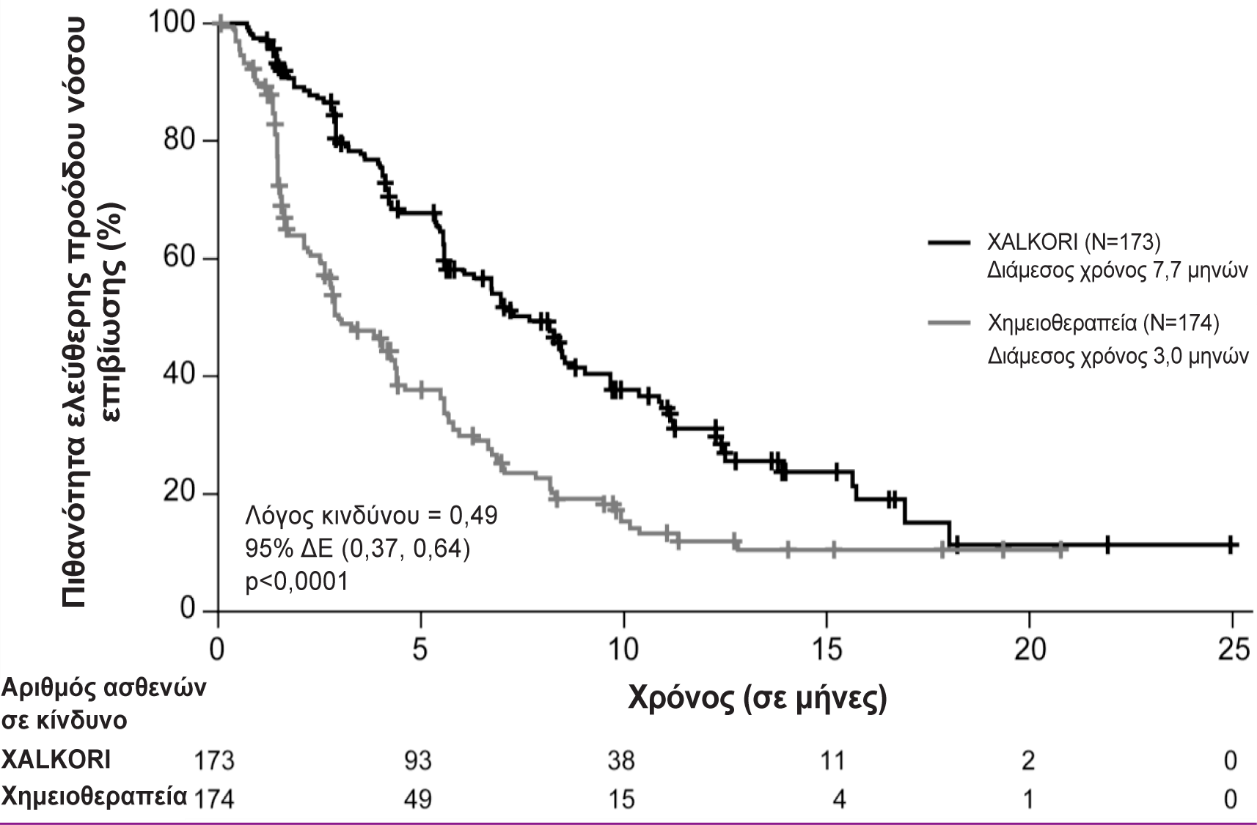 Πιθανότητα ελεύθερης προόδου νόσου
επιβίωσης (%)
100
80
60
40
20
0
XALKORI (N=173)
Διάμεσος χρόνος 7,7 μηνών
Χημειοθεραπεία (N=174)
Διάμεσος χρόνος 3,0 μηνών
Λόγος κινδύνου = 0,49
95% ΔΕ (0,37, 0,64)
p<0,0001
0 5 10 15 20 25
Χρόνος (σε μήνες)
Αριθμός ασθενών
σε κίνδυνο
XALKORI 173 93 38 11 2 0
Χημειοθεραπεία 174 49 15 4 1 0